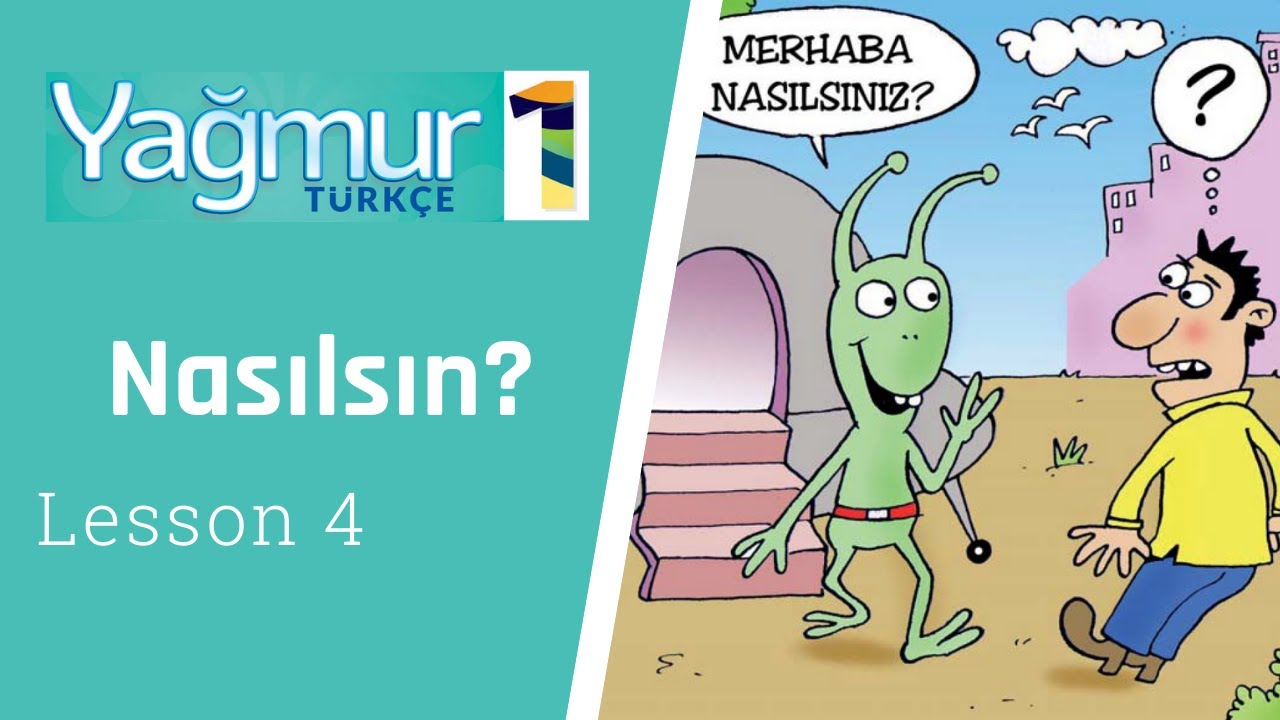 Yağmur 1
TÜRKÇE
Nasılsın?
Lesson 4
MERHABA
NASILSINIZ?
?